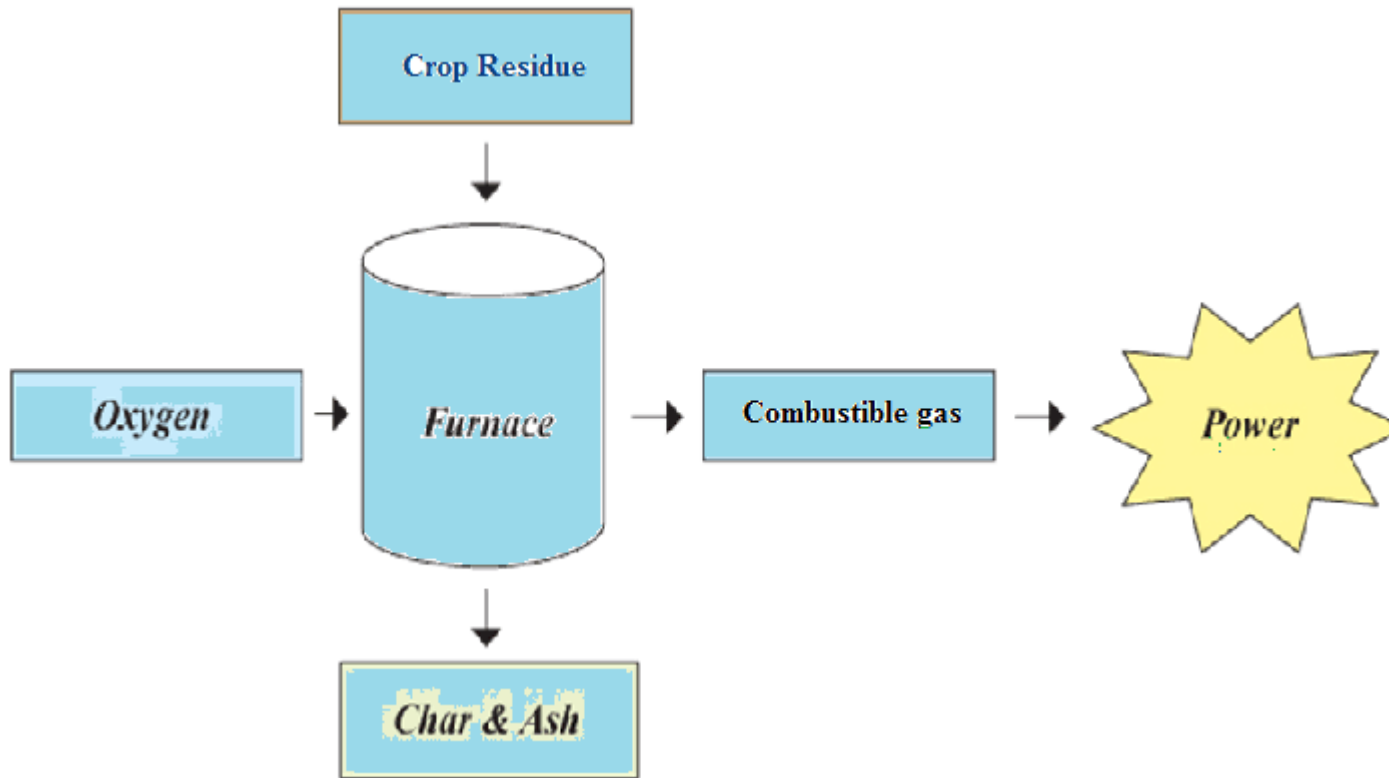 Crop Residue
Oxygen
Furnace
Combustible gas
Power
Char & Ash